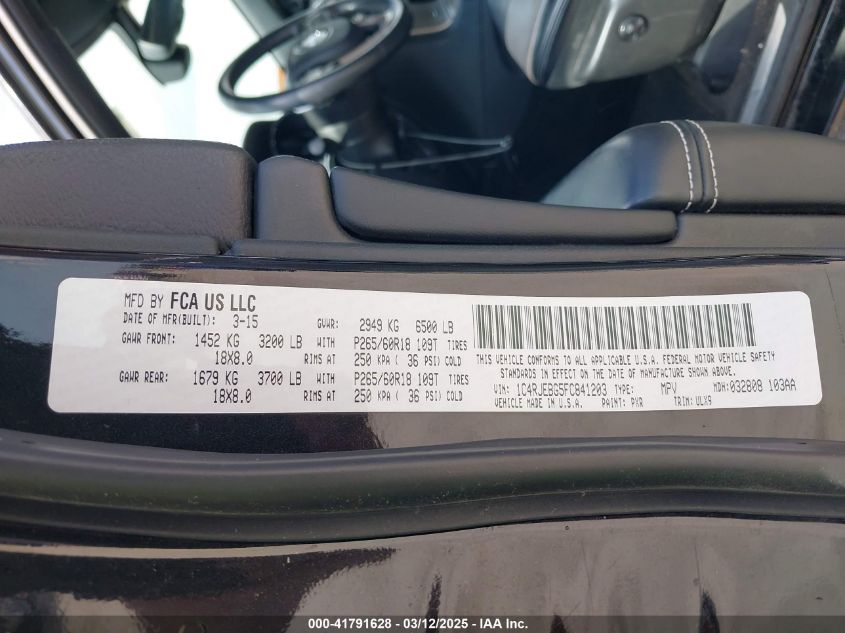 MFD BY FCA US LLC
DATE OF MFR(BUILT): 3-15 GVWR: 2949 KG 6500 LB
GAWR FRONT: 1452 KG 3200 LB WITH P265/60R18 109T TIRES
18X8.0 RIMS AT 250 KPA ( 36 PSI) COLD
GAWR REAR: 1679 KG 3700 LB WITH P265/60R18 109T TIRES
18X8.0 RIMS AT 250 KPA ( 36 PSI) COLD
THIS VEHICLE CONFORMS TO ALL APPLICABLE U.S.A. FEDERAL MOTOR VEHICLE SAFETY
STANDARDS IN EFFECT ON THE DATE OF MANUFACTURE SHOWN ABOVE.
VIN: 1C4RJEBG5FC841203 TYPE: MPV MDH: 032808 103AA
VEHICLE MADE IN U.S.A. PAINT: PXR TRIM: ULX9
000-41791628 - 03/12/2025 - IAA Inc.